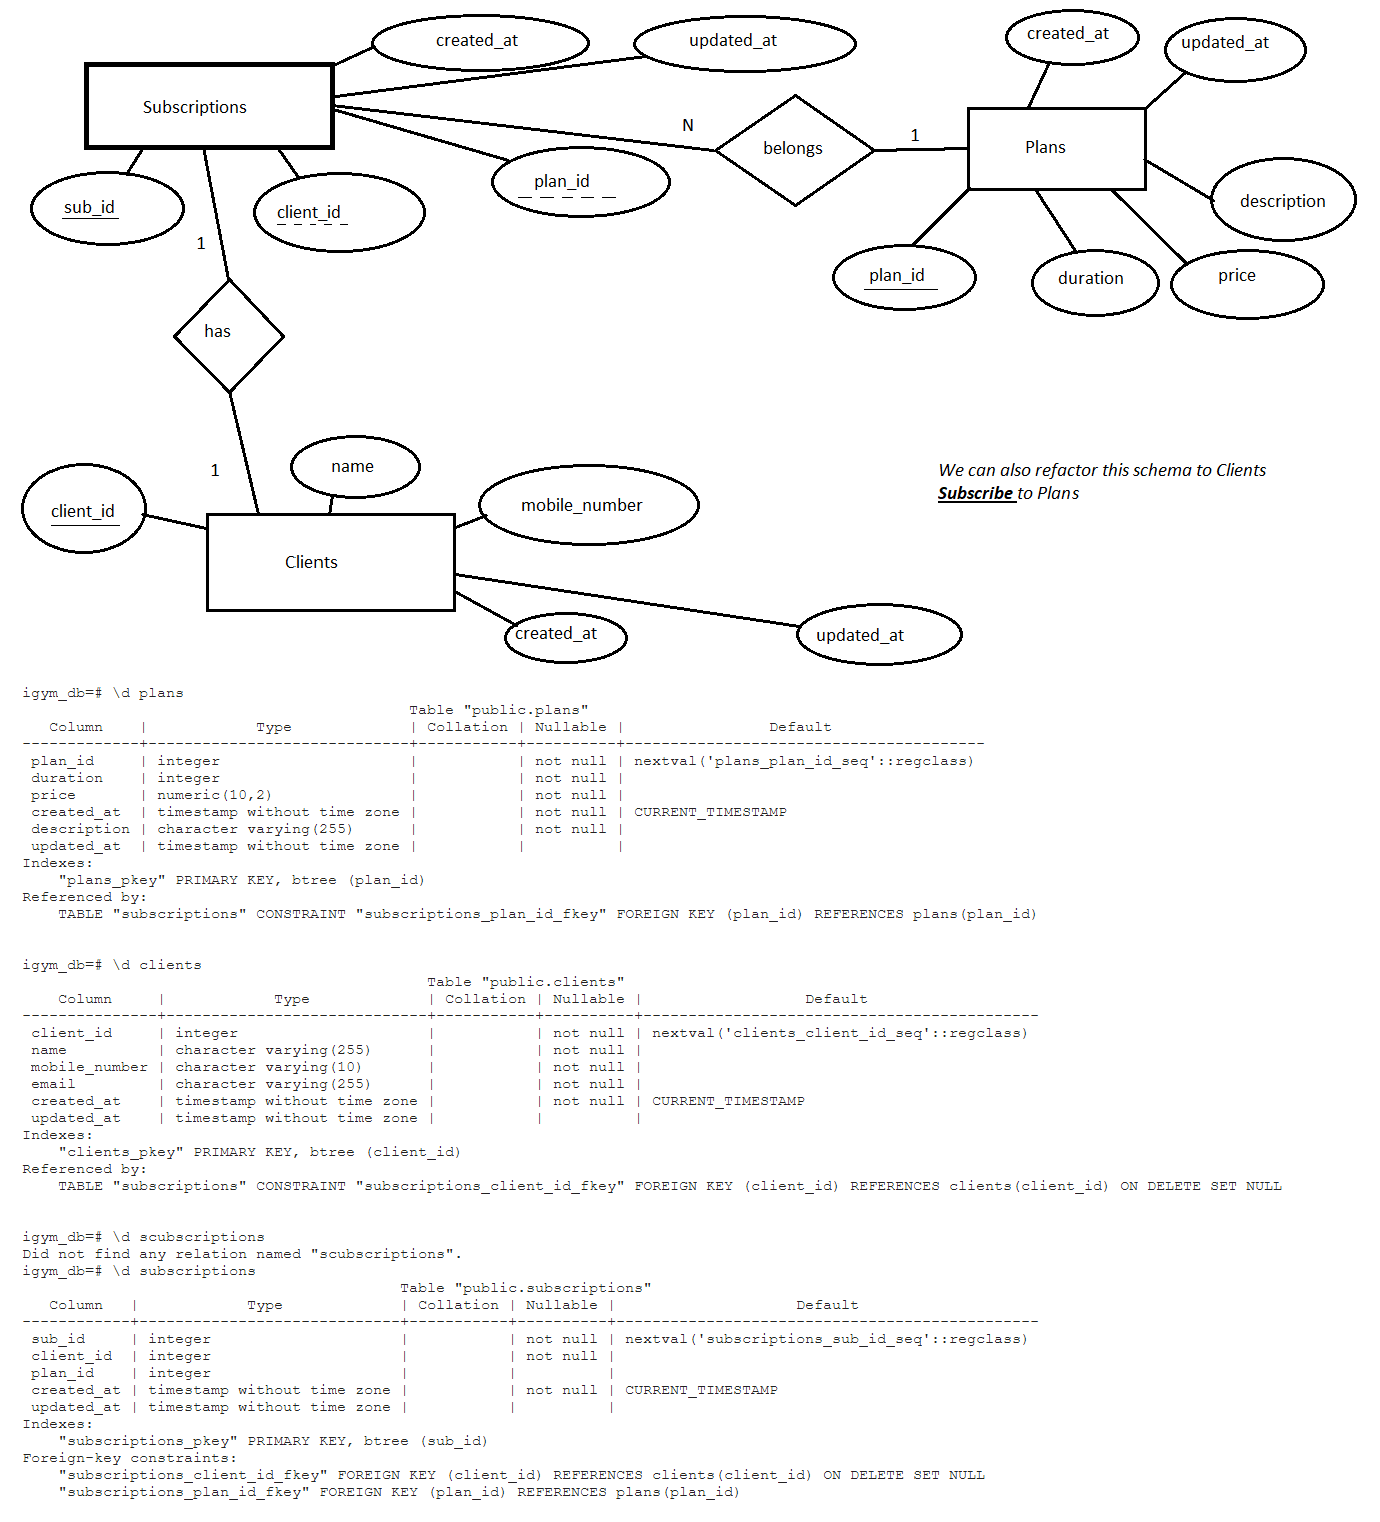 created_at
updated_at
created_at
updated_at
Subscriptions
N
belongs
1
Plans
plan_id
sub_id
client_id
description
1
plan_id
duration
price
has
1
name
client_id
mobile_number
We can also refactor this schema to Clients
Subscribe to Plans
Clients
created_at
updated_at
igym_db=# \d plans
Table "public.plans"
Column | Type | Collation | Nullable | Default
-------------+-----------------------------+-----------+----------+----------------------------------------
plan_id | integer | | not null | nextval('plans_plan_id_seq'::regclass)
duration | integer | | not null |
price | numeric(10,2) | | not null |
created_at | timestamp without time zone | | not null | CURRENT_TIMESTAMP
description | character varying(255) | | not null |
updated_at | timestamp without time zone | | |
Indexes:
"plans_pkey" PRIMARY KEY, btree (plan_id)
Referenced by:
TABLE "subscriptions" CONSTRAINT "subscriptions_plan_id_fkey" FOREIGN KEY (plan_id) REFERENCES plans(plan_id)
igym_db=# \d clients
Table "public.clients"
Column | Type | Collation | Nullable | Default
---------------+-----------------------------+-----------+----------+--------------------------------------------
client_id | integer | | not null | nextval('clients_client_id_seq'::regclass)
name | character varying(255) | | not null |
mobile_number | character varying(10) | | not null |
email | character varying(255) | | not null |
created_at | timestamp without time zone | | not null | CURRENT_TIMESTAMP
updated_at | timestamp without time zone | | |
Indexes:
"clients_pkey" PRIMARY KEY, btree (client_id)
Referenced by:
TABLE "subscriptions" CONSTRAINT "subscriptions_client_id_fkey" FOREIGN KEY (client_id) REFERENCES clients(client_id) ON DELETE SET NULL
igym_db=# \d scubscriptions
Did not find any relation named "scubscriptions".
igym_db=# \d subscriptions
Table "public.subscriptions"
Column | Type | Collation | Nullable | Default
------------+-----------------------------+-----------+----------+-----------------------------------------------
sub_id | integer | | not null | nextval('subscriptions_sub_id_seq'::regclass)
client_id | integer | | not null |
plan_id | integer | | |
created_at | timestamp without time zone | | not null | CURRENT_TIMESTAMP
updated_at | timestamp without time zone | | |
Indexes:
"subscriptions_pkey" PRIMARY KEY, btree (sub_id)
Foreign-key constraints:
"subscriptions_client_id_fkey" FOREIGN KEY (client_id) REFERENCES clients(client_id) ON DELETE SET NULL
"subscriptions_plan_id_fkey" FOREIGN KEY (plan_id) REFERENCES plans(plan_id)